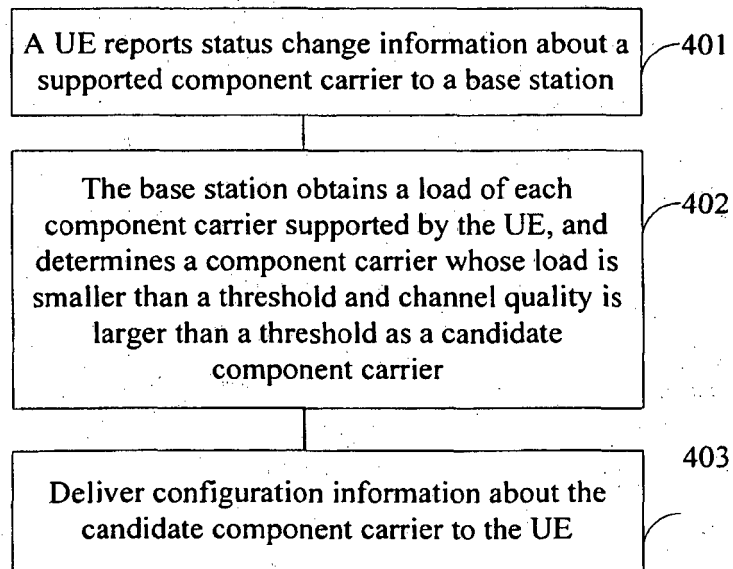 A UE reports status change information about a
supported component carrier to a base station
401
The base station obtains a load of each
component carrier supported by the UE, and
determines a component carrier whose load is
smaller than a threshold and channel quality is
larger than a threshold as a candidate
component carrier
402
Deliver configuration information about the
candidate component carrier to the UE
403